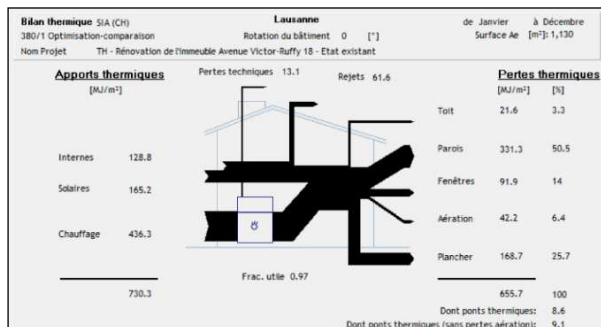 Bilan thermique SIA (CH) Lausanne de Janvier à Décembre
380/1 Optimisation-comparaison Rotation du bâtiment 0 [°] Surface Ae [m²]: 1,130
Nom Projet TH - Rénovation de l'immeuble Avenue Victor-Ruffy 18 - Etat existant
Apports thermiques Pertes techniques 13.1 Rejets 61.6 Pertes thermiques
[MJ/m²] [MJ/m²] [%]
Toit 21.6 3.3
Parois 331.3 50.5
Internes 128.8
Fenêtres 91.9 14
Solaires 165.2
Aération 42.2 6.4
Chauffage 436.3
Plancher 168.7 25.7
Frac. utile 0.97
730.3 655.7 100
Dont ponts thermiques: 8.6
Dont ponts thermiques (sans pertes aération): 9.1